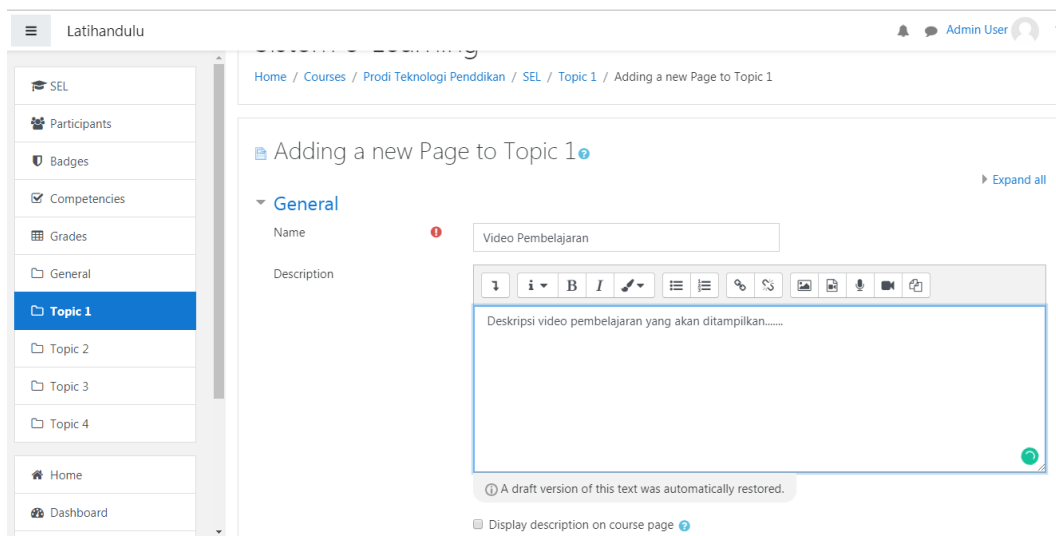 Latihandulu
Admin User
Sistem E-Learning
Home / Courses / Prodi Teknologi Penddikan / SEL / Topic 1 / Adding a new Page to Topic 1
SEL
Participants
Badges
Competencies
Grades
General
Topic 1
Topic 2
Topic 3
Topic 4
Home
Dashboard
Adding a new Page to Topic 1
Expand all
General
Name
Video Pembelajaran
Description
Deskripsi video pembelajaran yang akan ditampilkan.......
A draft version of this text was automatically restored.
Display description on course page